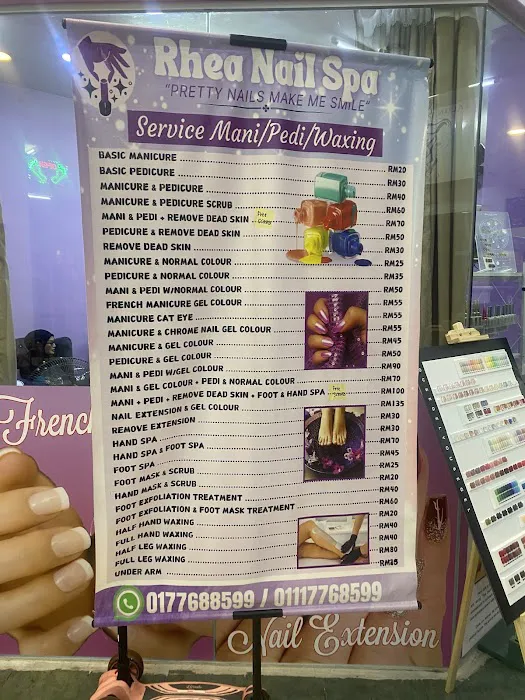 Rhea Nail Spa
"PRETTY NAILS MAKE ME SMILE"
Service Mani/Pedi/Waxing
BASIC MANICURE RM20
BASIC PEDICURE RM30
MANICURE & PEDICURE RM40
MANICURE & PEDICURE SCRUB RM60
MANI & PEDI + REMOVE DEAD SKIN Free RM70
PEDICURE & REMOVE DEAD SKIN RM50
REMOVE DEAD SKIN RM30
MANICURE & NORMAL COLOUR RM25
PEDICURE & NORMAL COLOUR RM35
MANI & PEDI W/NORMAL COLOUR RM50
FRENCH MANICURE GEL COLOUR RM55
MANICURE CAT EYE RM55
MANICURE & CHROME NAIL GEL COLOUR RM55
MANICURE & GEL COLOUR RM45
PEDICURE & GEL COLOUR RM50
MANI & PEDI W/GEL COLOUR RM90
MANI & GEL COLOUR + PEDI & NORMAL COLOUR RM70
MANI + PEDI + REMOVE DEAD SKIN + FOOT & HAND SPA Free RM100
NAIL EXTENSION & GEL COLOUR RM135
REMOVE EXTENSION RM30
HAND SPA RM30
HAND SPA & FOOT SPA RM70
FOOT SPA RM45
FOOT MASK & SCRUB RM25
HAND MASK & SCRUB RM20
FOOT EXFOLIATION TREATMENT RM40
FOOT EXFOLIATION & FOOT MASK TREATMENT RM60
HALF HAND WAXING RM20
FULL HAND WAXING RM40
HALF LEG WAXING RM40
FULL LEG WAXING RM80
UNDER ARM
0177688599 / 01117768599
French
Nail Extension